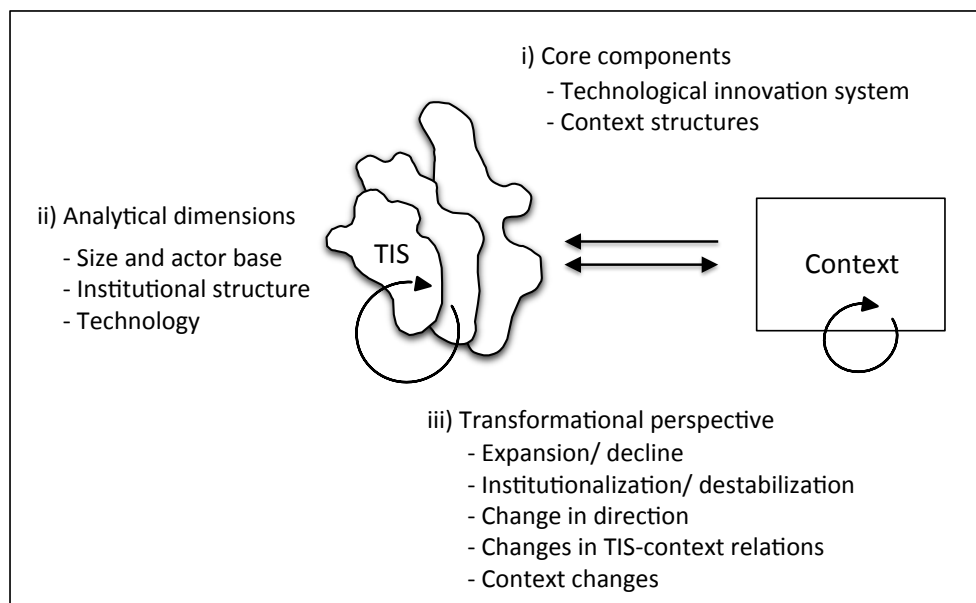 i) Core components
- Technological innovation system
- Context structures
ii) Analytical dimensions
- Size and actor base
- Institutional structure
- Technology
TIS
Context
iii) Transformational perspective
- Expansion/ decline
- Institutionalization/ destabilization
- Change in direction
- Changes in TIS-context relations
- Context changes